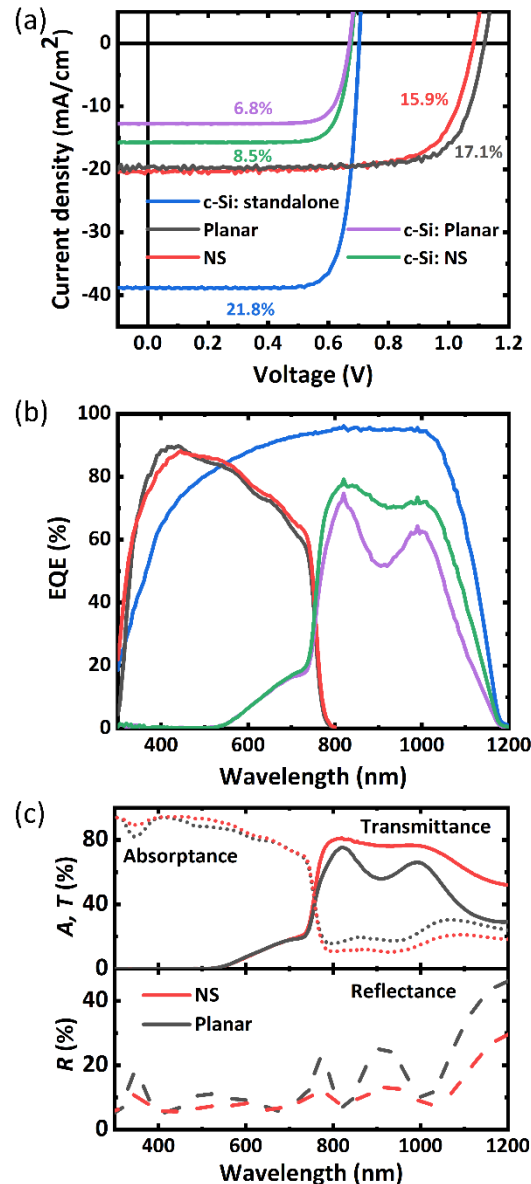 (a)
0
-10
-20
-30
-40
Current density (mA/cm²)
6.8%
8.5%
15.9%
17.1%
c-Si: standalone
Planar
c-Si: Planar
NS
c-Si: NS
21.8%
0.0 0.2 0.4 0.6 0.8 1.0 1.2
Voltage (V)
(b)
100
80
60
40
20
0
EQE (%)
400 600 800 1000 1200
Wavelength (nm)
(c)
80
40
0
A, T (%)
Absorptance
Transmittance
40
20
0
R (%)
NS
Planar
Reflectance
400 600 800 1000 1200
Wavelength (nm)